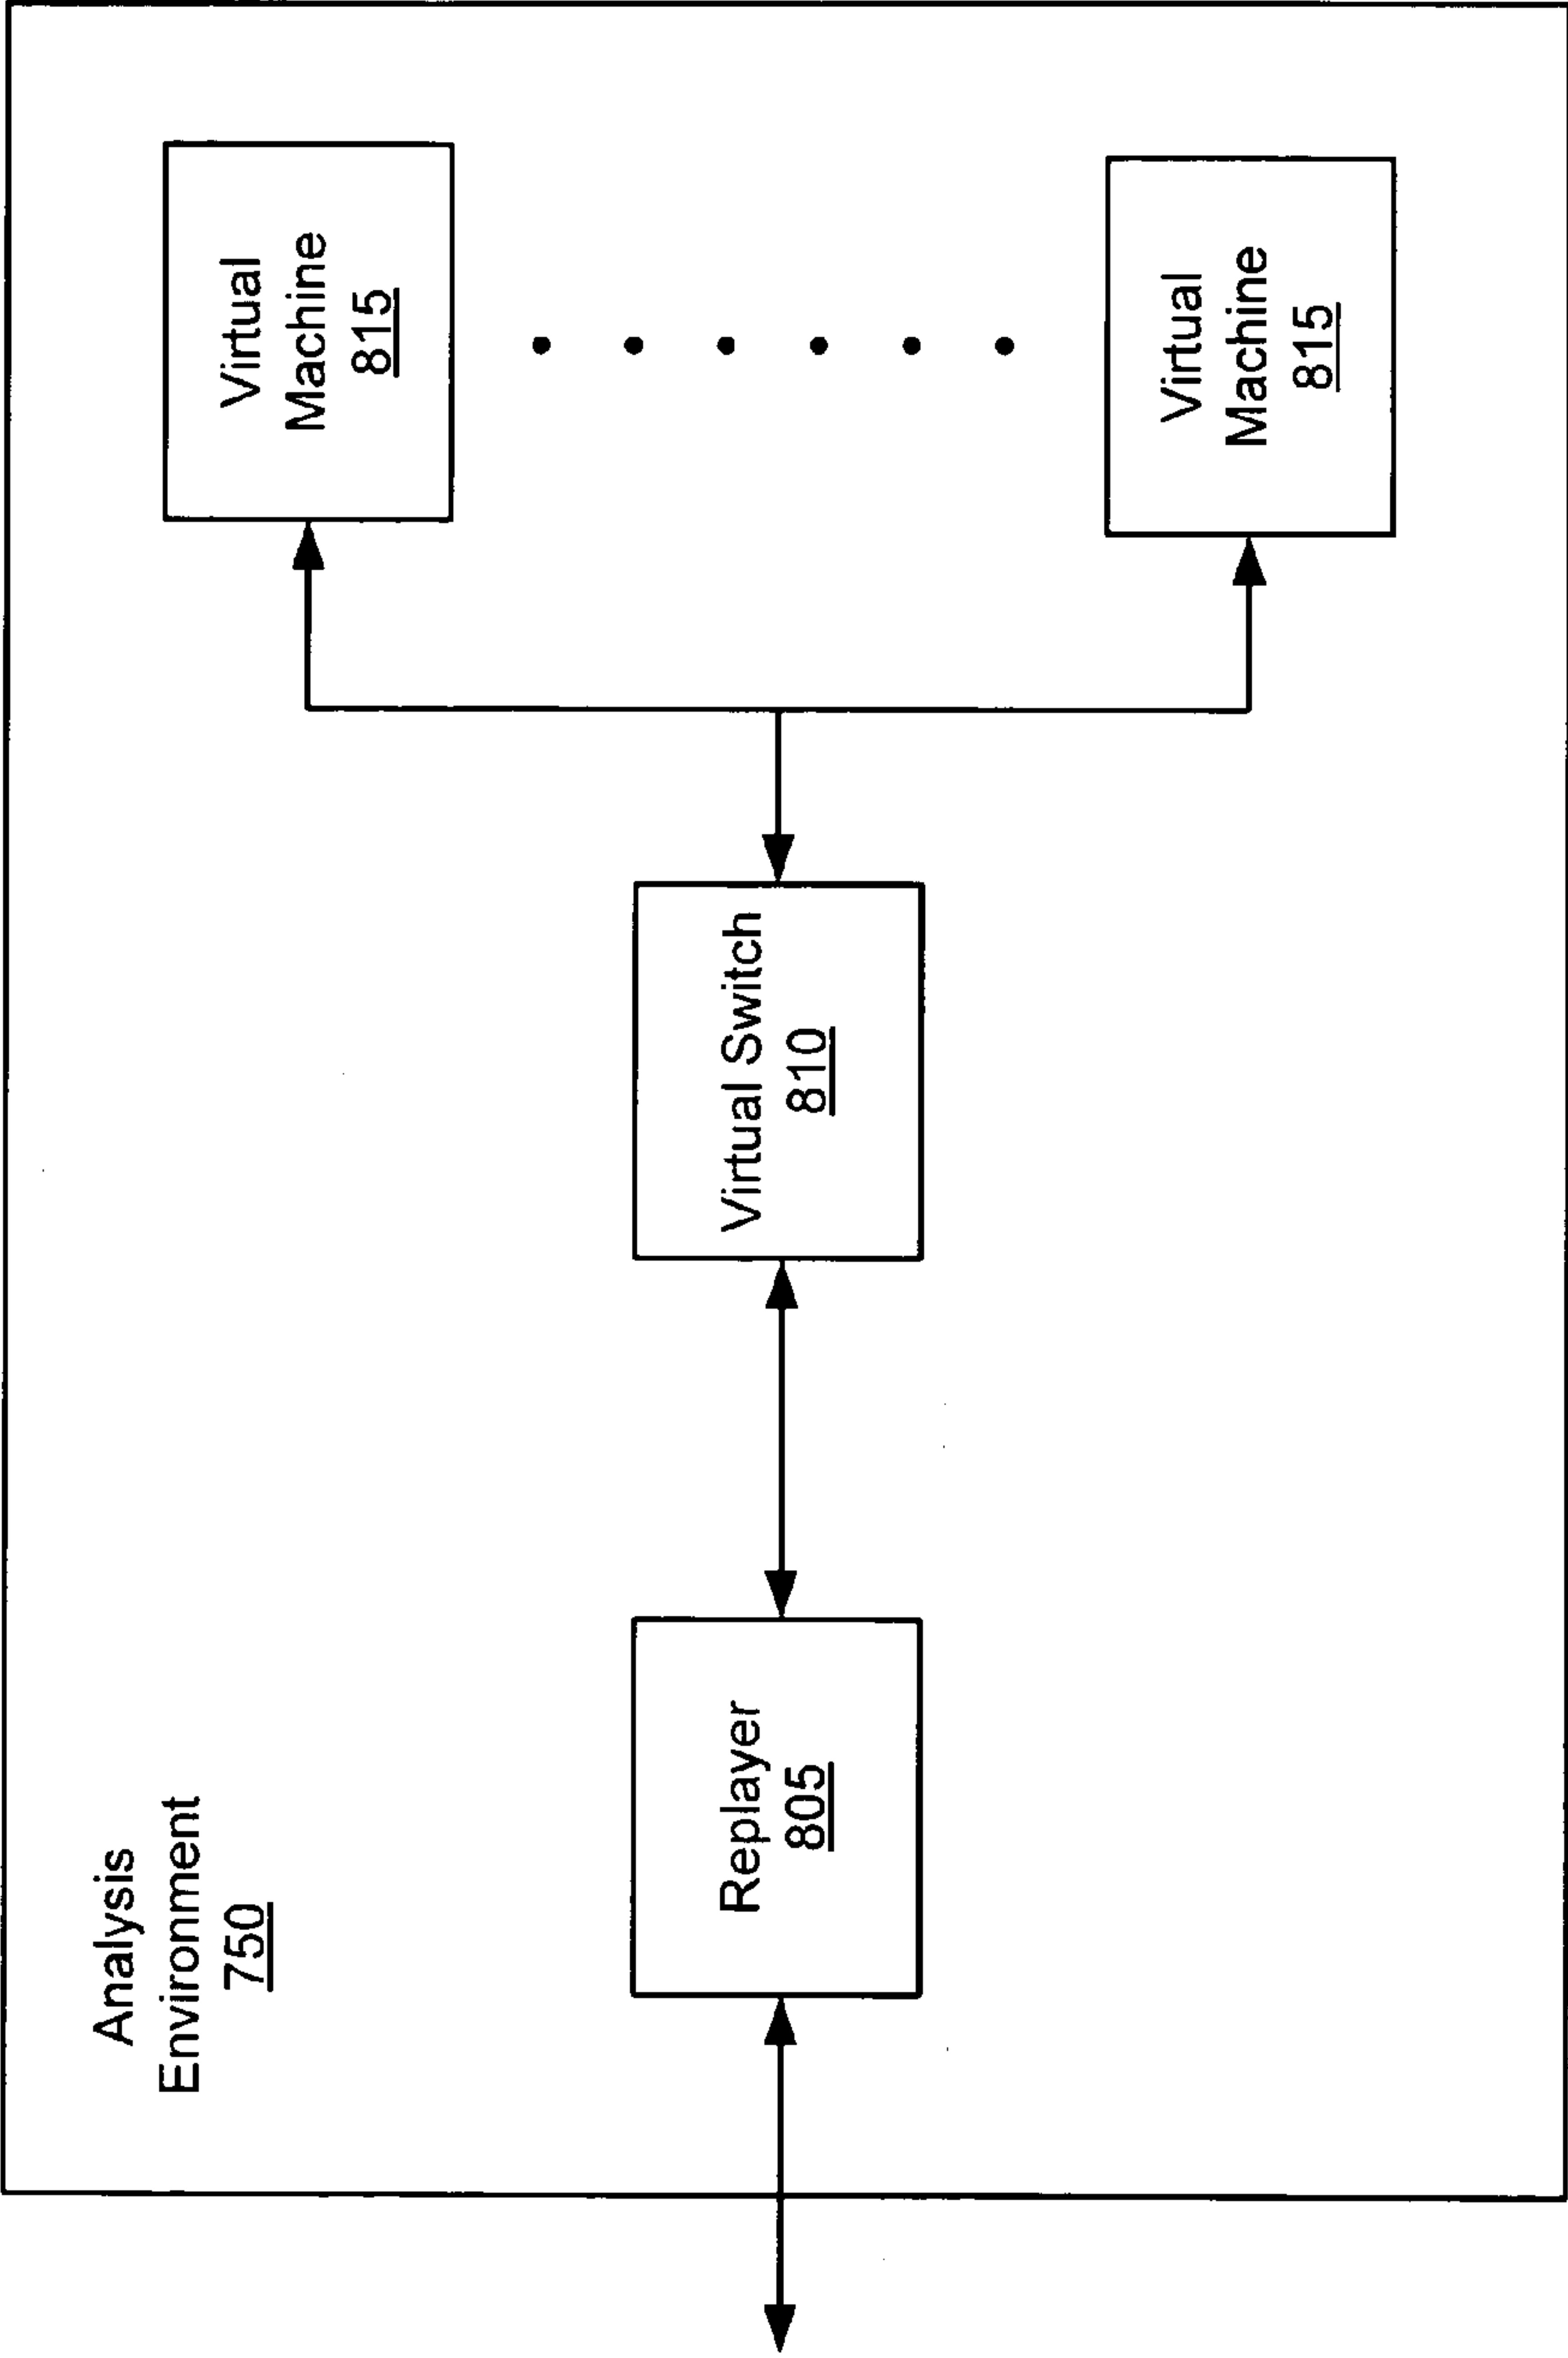 Analysis
Environment
750
Replayer
805
Virtual Switch
810
Virtual
Machine
815
Virtual
Machine
815